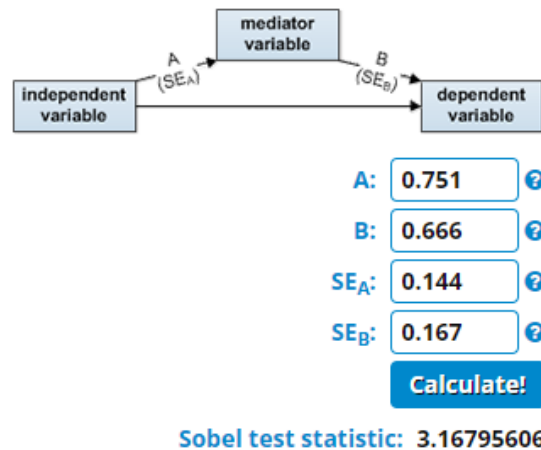 mediator
variable
A
(SEA)
B
(SEB)
independent
variable
dependent
variable
A: 0.751 ?
B: 0.666 ?
SEA: 0.144 ?
SEB: 0.167 ?
Calculate!
Sobel test statistic: 3.16795606